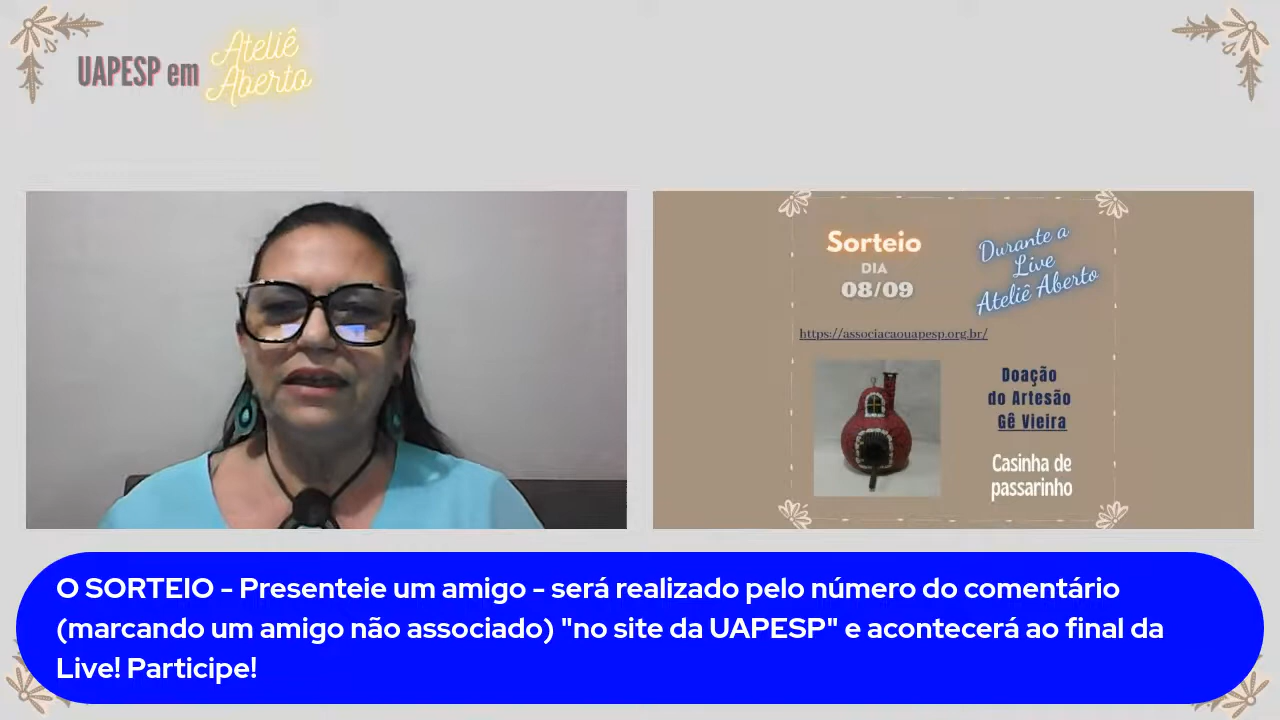 UAPESP em
Ateliê
Aberto
Sorteio
DIA
08/09
Durante a
Live
Ateliê Aberto
https://associacaouapesp.org.br/
Doação
do Artesão
Gê Vieira
Casinha de
passarinho
O SORTEIO - Presenteie um amigo - será realizado pelo número do comentário
(marcando um amigo não associado) "no site da UAPESP" e acontecerá ao final da
Live! Participe!